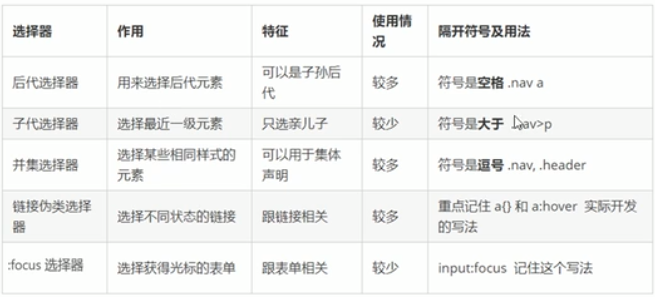 选择器 作用 特征 使用情况 隔开符号及用法
后代选择器 用来选择后代元素 可以是子孙后代 较多 符号是空格 .nav a
子代选择器 选择最近一级元素 只选亲儿子 较少 符号是大于 .nav>p
并集选择器 选择某些相同样式的元素 可以用于集体声明 较多 符号是逗号 .nav, .header
链接伪类选择器 选择不同状态的链接 跟链接相关 较多 重点记住 a{} 和 a:hover 实际开发的写法
:focus 选择器 选择获得光标的表单 跟表单相关 较少 input:focus 记住这个写法